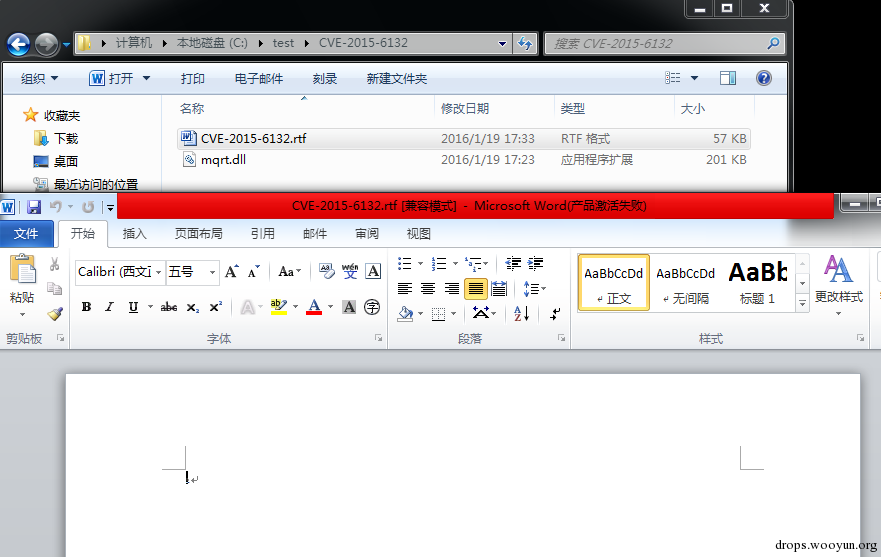 计算机 本地磁盘 (C:) test CVE-2015-6132 搜索 CVE-2015-6132
组织 打开 打印 电子邮件 刻录 新建文件夹
收藏夹 名称 修改日期 类型 大小
下载 CVE-2015-6132.rtf 2016/1/19 17:33 RTF 格式 57 KB
桌面 mqrt.dll 2016/1/19 17:23 应用程序扩展 201 KB
最近访问的位置
CVE-2015-6132.rtf [兼容模式] - Microsoft Word(产品激活失败)
文件 开始 插入 页面布局 引用 邮件 审阅 视图
Calibri (西文正 五号 A A Aa wén 文 A
AaBbCcDd AaBbCcDd AaBb
粘贴 B I U abc x₂ x² A ab A A 字 A Z 正文 无间隔 标题 1 更改样式
剪贴板 字体 段落 样式
drops.wooyun.org